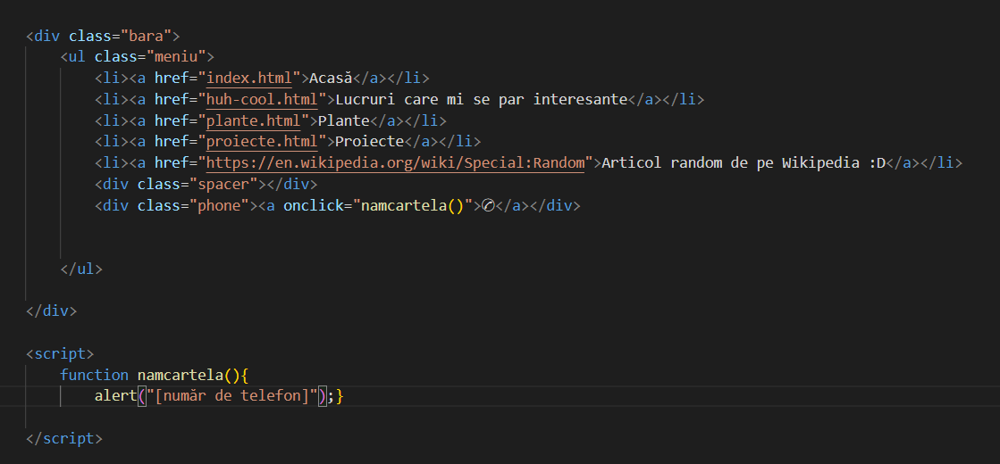 <div class="bara">
<ul class="meniu">
<li><a href="index.html">Acasă</a></li>
<li><a href="huh-cool.html">Lucruri care mi se par interesante</a></li>
<li><a href="plante.html">Plante</a></li>
<li><a href="proiecte.html">Proiecte</a></li>
<li><a href="https://en.wikipedia.org/wiki/Special:Random">Articol random de pe Wikipedia :D</a></li>
<div class="spacer"></div>
<div class="phone"><a onclick="namcartela()">✆</a></div>
</ul>
</div>
<script>
function namcartela(){
alert("[număr de telefon]");}
</script>